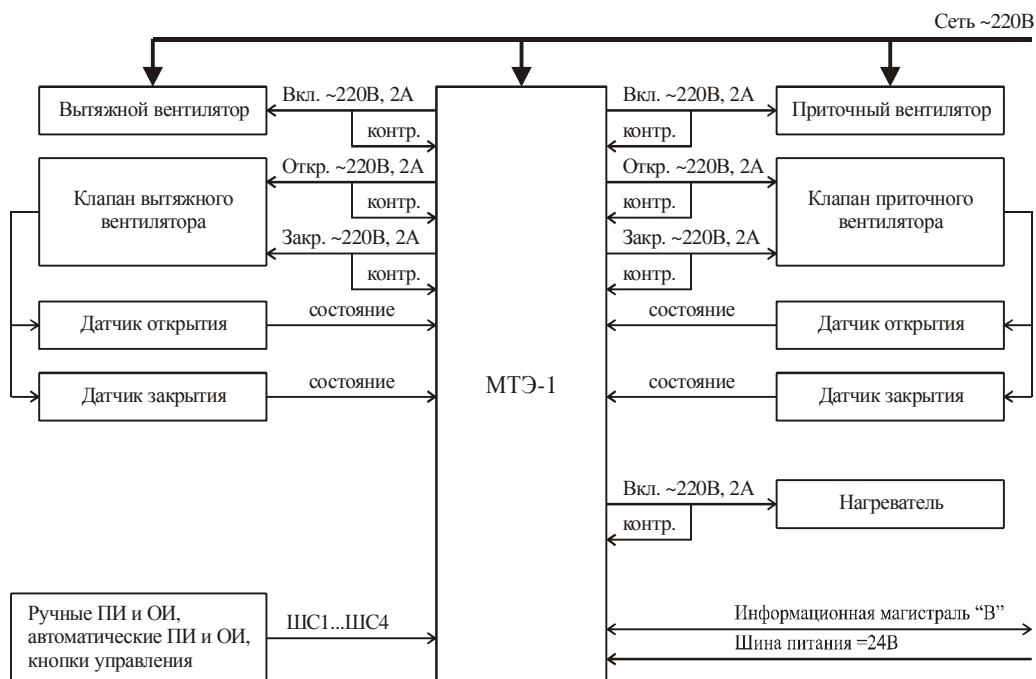 Сеть ~220В
Вытяжной вентилятор
Вкл. ~220В, 2А
контр.
Вкл. ~220В, 2А
контр.
Приточный вентилятор
Клапан вытяжного
вентилятора
Откр. ~220В, 2А
контр.
Закр. ~220В, 2А
контр.
Откр. ~220В, 2А
контр.
Закр. ~220В, 2А
контр.
Клапан приточного
вентилятора
Датчик открытия
состояние
состояние
Датчик открытия
Датчик закрытия
состояние
МТЭ-1
состояние
Датчик закрытия
Вкл. ~220В, 2А
контр.
Нагреватель
Ручные ПИ и ОИ,
автоматические ПИ и ОИ,
кнопки управления
ШС1...ШС4
Информационная магистраль “В”
Шина питания =24В